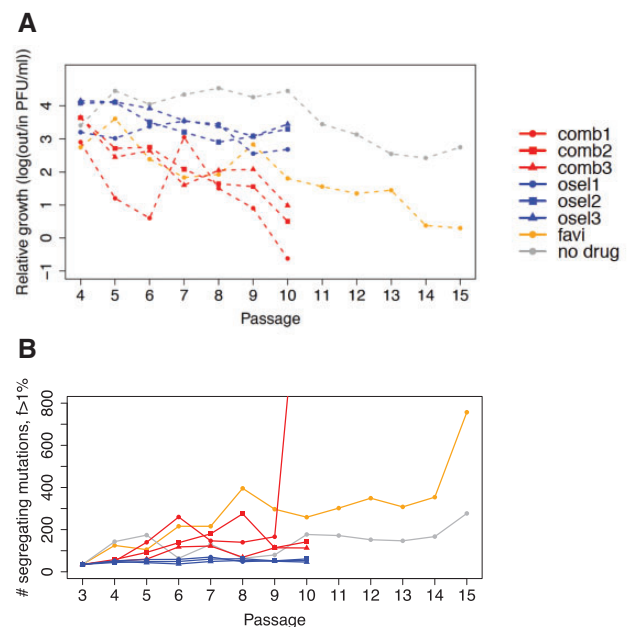 A
Relative growth (log(out/in PFU/ml))
4
3
2
1
0
−1
4 5 6 7 8 9 10 11 12 13 14 15
Passage
comb1
comb2
comb3
osel1
osel2
osel3
favi
no drug
B
# segregating mutations, f>1%
800
600
400
200
0
3 4 5 6 7 8 9 10 11 12 13 14 15
Passage